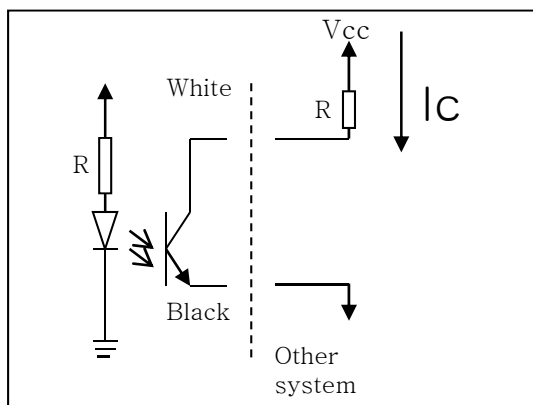 Vcc
White
R
Ic
R
Black
Other
system